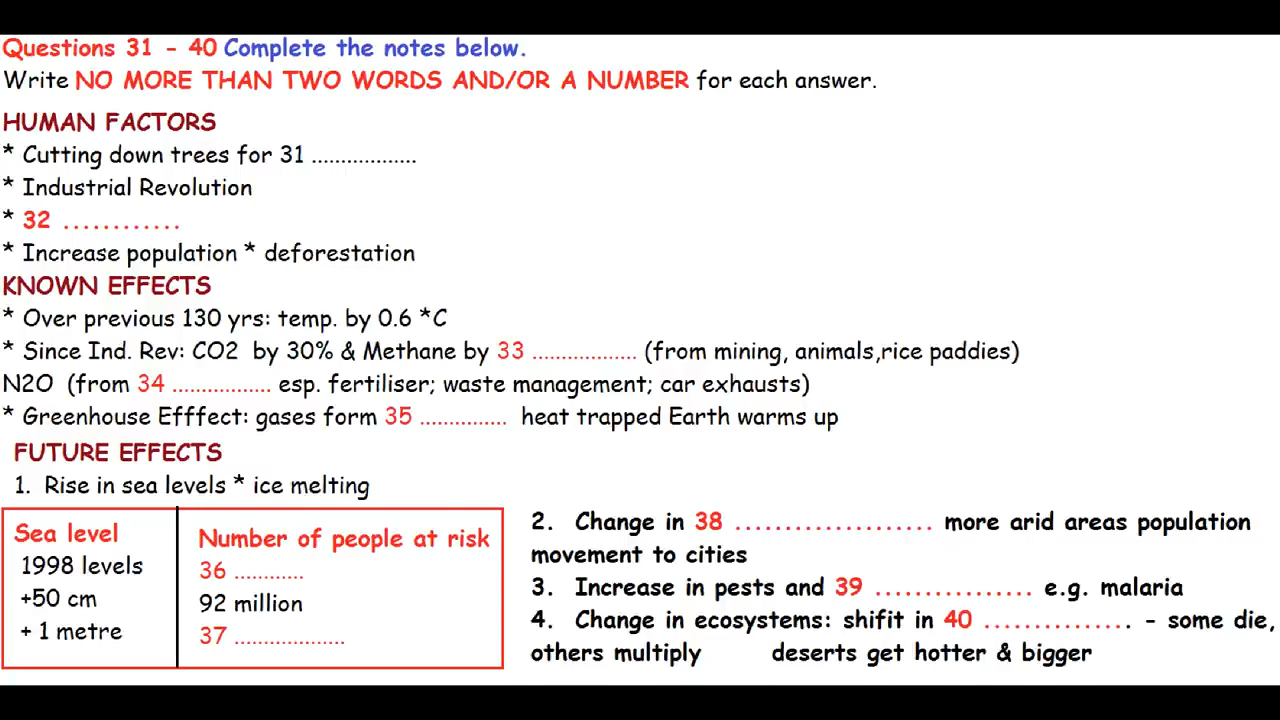 Questions 31 - 40 Complete the notes below.
Write NO MORE THAN TWO WORDS AND/OR A NUMBER for each answer.
HUMAN FACTORS
* Cutting down trees for 31 ..................
* Industrial Revolution
* 32 ............
* Increase population * deforestation
KNOWN EFFECTS
* Over previous 130 yrs: temp. by 0.6 *C
* Since Ind. Rev: CO2 by 30% & Methane by 33 .................. (from mining, animals,rice paddies)
N2O (from 34 ................. esp. fertiliser; waste management; car exhausts)
* Greenhouse Efffect: gases form 35 ............... heat trapped Earth warms up
FUTURE EFFECTS
1. Rise in sea levels * ice melting
Sea level
1998 levels
+50 cm
+ 1 metre
Number of people at risk
36 ............
92 million
37 ...................
2. Change in 38 .................... more arid areas population
movement to cities
3. Increase in pests and 39 ................ e.g. malaria
4. Change in ecosystems: shifit in 40 ............... - some die,
others multiply deserts get hotter & bigger